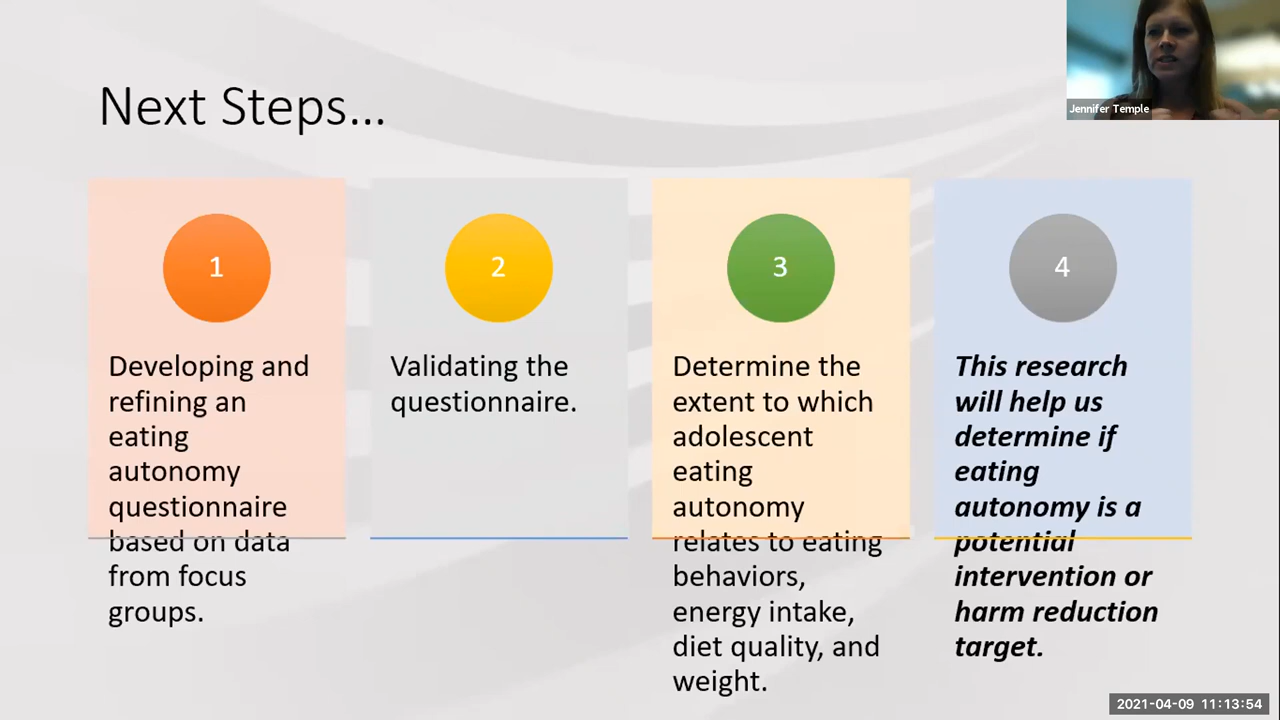 Jennifer Temple
Next Steps...
1
Developing and
refining an
eating
autonomy
questionnaire
based on data
from focus
groups.
2
Validating the
questionnaire.
3
Determine the
extent to which
adolescent
eating
autonomy
relates to eating
behaviors,
energy intake,
diet quality, and
weight.
4
This research
will help us
determine if
eating
autonomy is a
potential
intervention or
harm reduction
target.
2021-04-09 11:13:54